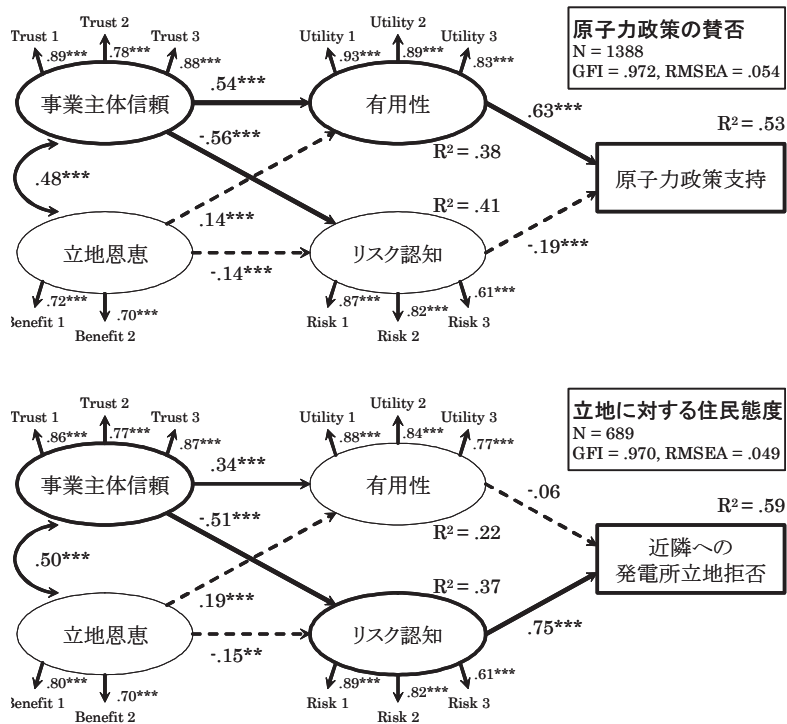 Trust 1
Trust 2
Trust 3
.89***
.78***
.88***
事業主体信頼
.54***
-.56***
Utility 1
Utility 2
Utility 3
.93***
.89***
.83***
有用性
R² = .38
.63***
原子力政策の賛否
N = 1388
GFI = .972, RMSEA = .054
R² = .53
原子力政策支持
.48***
立地恩恵
.14***
-.14***
.72***
.70***
Benefit 1
Benefit 2
R² = .41
リスク認知
-.19***
.87***
.82***
.61***
Risk 1
Risk 2
Risk 3
Trust 1
Trust 2
Trust 3
.86***
.77***
.87***
事業主体信頼
.34***
-.51***
Utility 1
Utility 2
Utility 3
.88***
.84***
.77***
有用性
R² = .22
-.06
立地に対する住民態度
N = 689
GFI = .970, RMSEA = .049
R² = .59
近隣への
発電所立地拒否
.50***
立地恩恵
.19***
-.15**
.80***
.70***
Benefit 1
Benefit 2
R² = .37
リスク認知
.75***
.89***
.82***
.61***
Risk 1
Risk 2
Risk 3